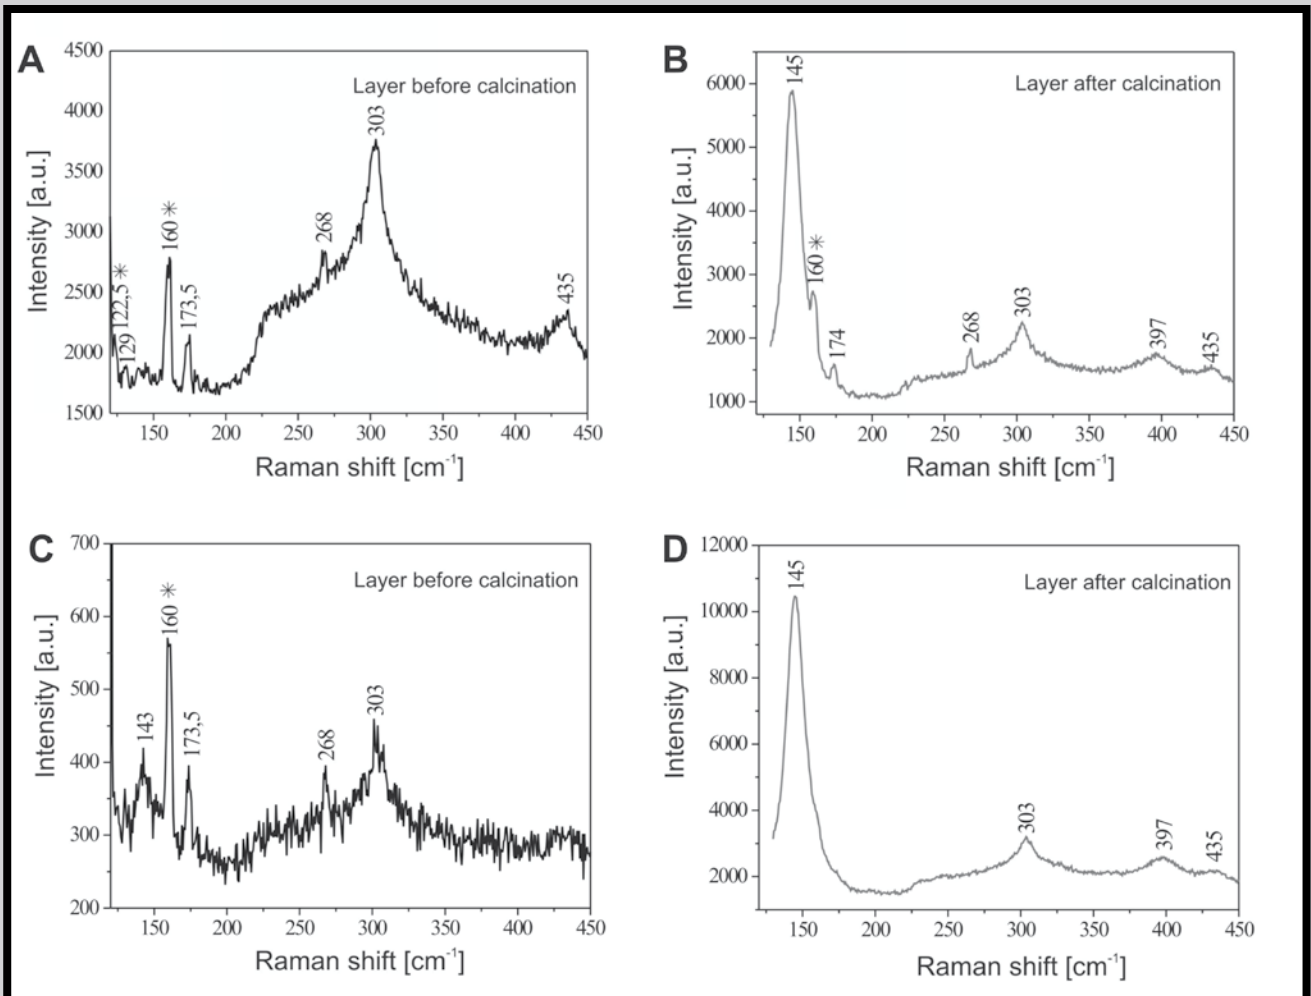 A
Layer before calcination
Intensity [a.u.]
4500
4000
3500
3000
2500
2000
1500
122,5 *
129
160 *
173,5
268
303
435
150 200 250 300 350 400 450
Raman shift [cm⁻¹]
B
Layer after calcination
Intensity [a.u.]
6000
5000
4000
3000
2000
1000
145
160 *
174
268
303
397
435
150 200 250 300 350 400 450
Raman shift [cm⁻¹]
C
Layer before calcination
Intensity [a.u.]
700
600
500
400
300
200
143
160 *
173,5
268
303
150 200 250 300 350 400 450
Raman shift [cm⁻¹]
D
Layer after calcination
Intensity [a.u.]
12000
10000
8000
6000
4000
2000
145
303
397
435
150 200 250 300 350 400 450
Raman shift [cm⁻¹]